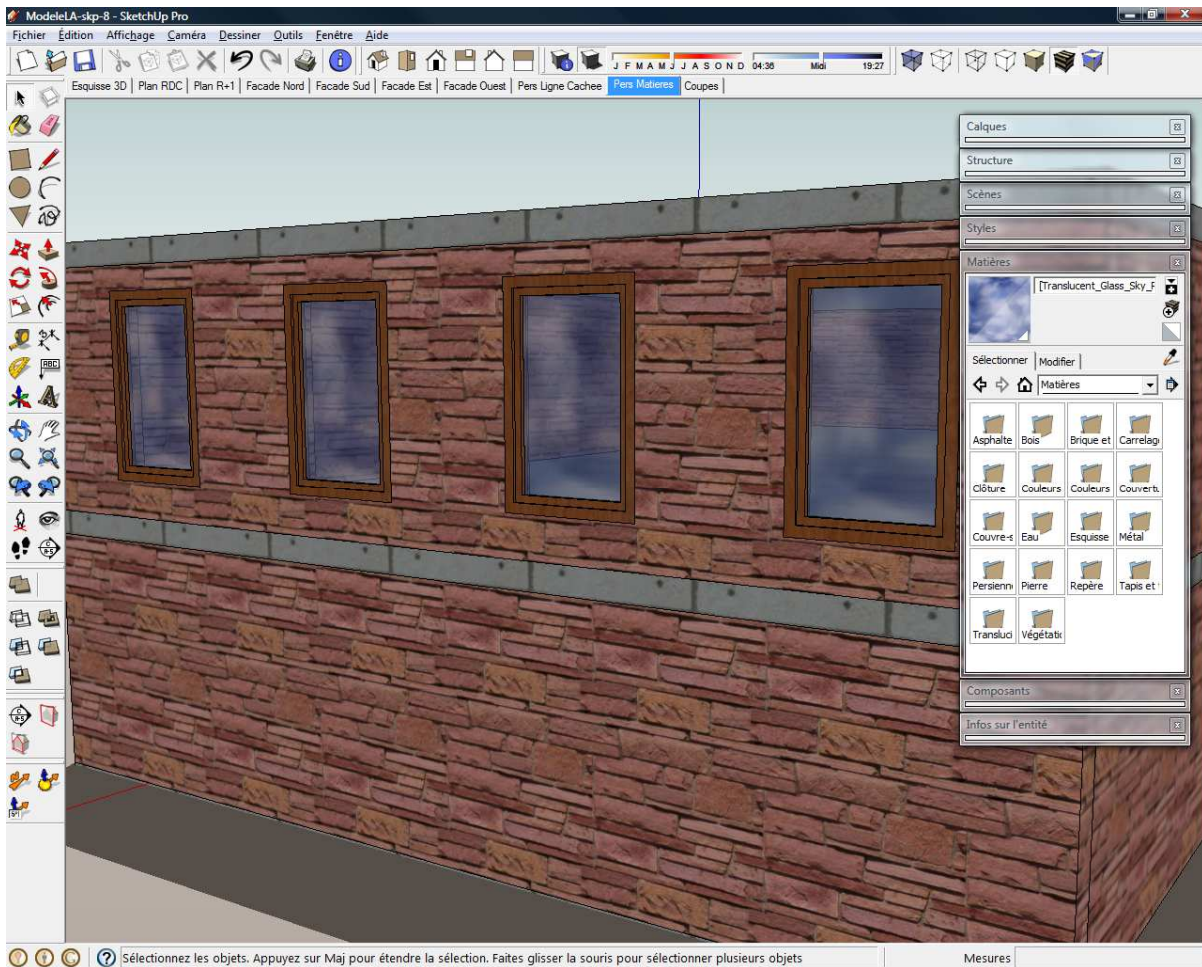 ModeleLA-skp-8 - SketchUp Pro
Fichier Édition Affichage Caméra Dessiner Outils Fenêtre Aide
J F M A M J J A S O N D 04:36 Midi 19:27
Esquisse 3D Plan RDC Plan R+1 Facade Nord Facade Sud Facade Est Facade Ouest Pers Ligne Cachee Pers Matieres Coupes
ABC
Calques
Structure
Scènes
Styles
Matières
[Translucent_Glass_Sky_F
Sélectionner Modifier
Matières
Asphalte Bois Brique et Carrelag
Clôture Couleurs Couleurs Couvertu
Couvre-s Eau Esquisse Métal
Persienn Pierre Repère Tapis et
Transluci Végétatic
Composants
Infos sur l'entité
Sélectionnez les objets. Appuyez sur Maj pour étendre la sélection. Faites glisser la souris pour sélectionner plusieurs objets
Mesures